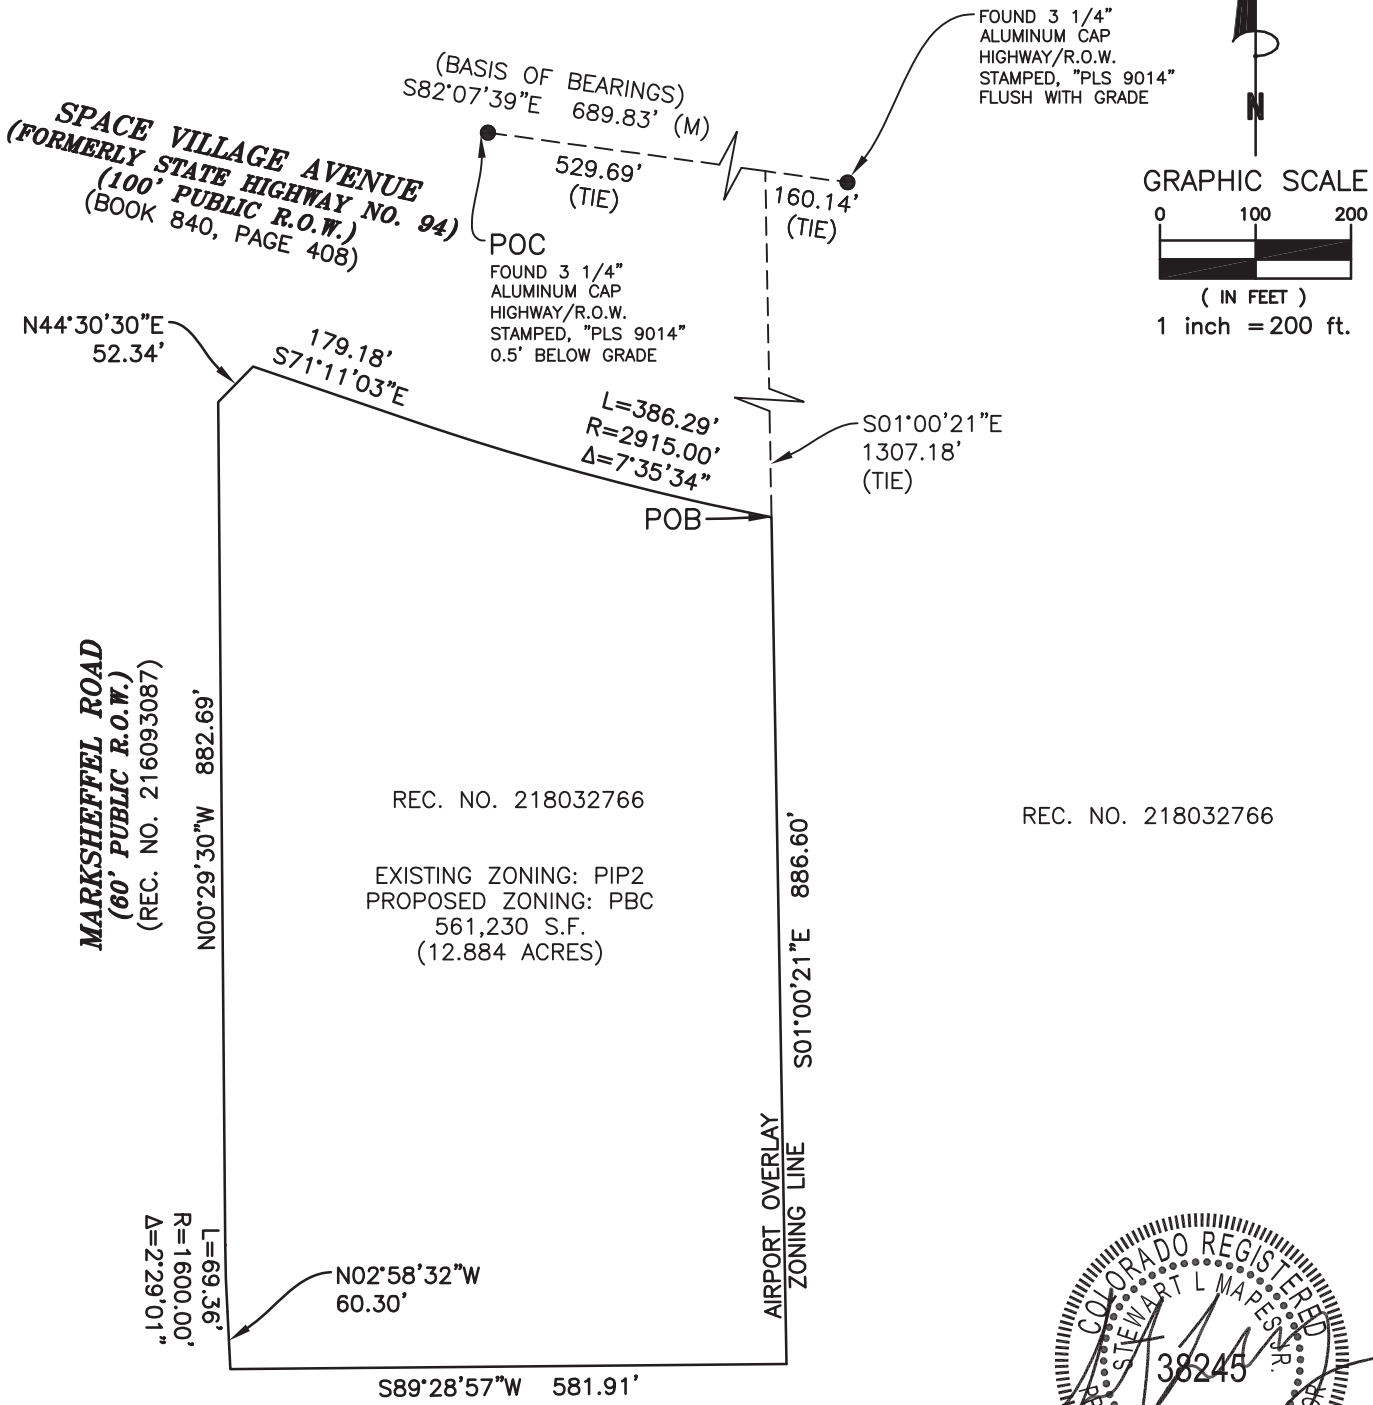 FOUND 3 1/4"
ALUMINUM CAP
HIGHWAY/R.O.W.
STAMPED, "PLS 9014"
FLUSH WITH GRADE
N
GRAPHIC SCALE
0 100 200
( IN FEET )
1 inch = 200 ft.
(BASIS OF BEARINGS)
S82°07'39"E 689.83' (M)
529.69'
(TIE)
160.14'
(TIE)
SPACE VILLAGE AVENUE
(FORMERLY STATE HIGHWAY NO. 94)
(100' PUBLIC R.O.W.)
(BOOK 840, PAGE 408)
POC
FOUND 3 1/4"
ALUMINUM CAP
HIGHWAY/R.O.W.
STAMPED, "PLS 9014"
0.5' BELOW GRADE
N44°30'30"E
52.34'
179.18'
S71°11'03"E
L=386.29'
R=2915.00'
Δ=7°35'34"
S01°00'21"E
1307.18'
(TIE)
POB
MARKSHEFFEL ROAD
(60' PUBLIC R.O.W.)
(REC. NO. 216093087)
N00°29'30"W 882.69'
REC. NO. 218032766
EXISTING ZONING: PIP2
PROPOSED ZONING: PBC
561,230 S.F.
(12.884 ACRES)
S01°00'21"E 886.60'
REC. NO. 218032766
AIRPORT OVERLAY
ZONING LINE
L=69.36'
R=1600.00'
Δ=2°29'01"
N02°58'32"W
60.30'
S89°28'57"W 581.91'
COLORADO REGISTERED
STEWART L MAPES JR.
38245